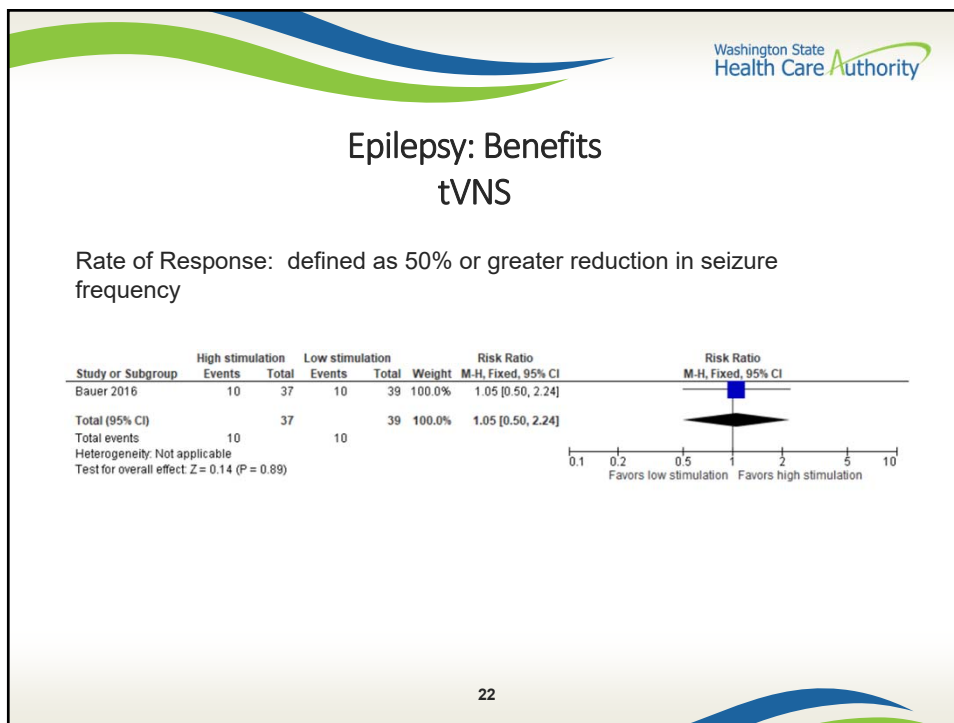 Washington State
Health Care Authority
Epilepsy: Benefits
tVNS
Rate of Response: defined as 50% or greater reduction in seizure
frequency
High stimulation Low stimulation Risk Ratio Risk Ratio
Study or Subgroup Events Total Events Total Weight M-H, Fixed, 95% CI M-H, Fixed, 95% CI
Bauer 2016 10 37 10 39 100.0% 1.05 [0.50, 2.24]
Total (95% CI) 37 39 100.0% 1.05 [0.50, 2.24]
Total events 10 10
Heterogeneity: Not applicable
Test for overall effect: Z = 0.14 (P = 0.89)
0.1 0.2 0.5 1 2 5 10
Favors low stimulation Favors high stimulation
22